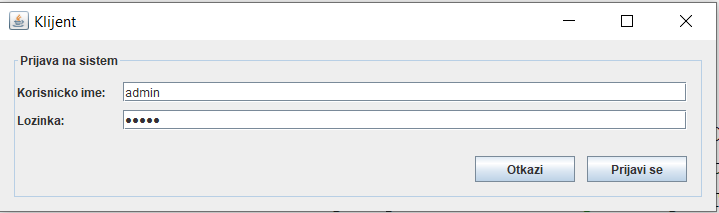 Klijent
Prijava na sistem
Korisnicko ime: admin
Lozinka: •••••
Otkazi Prijavi se